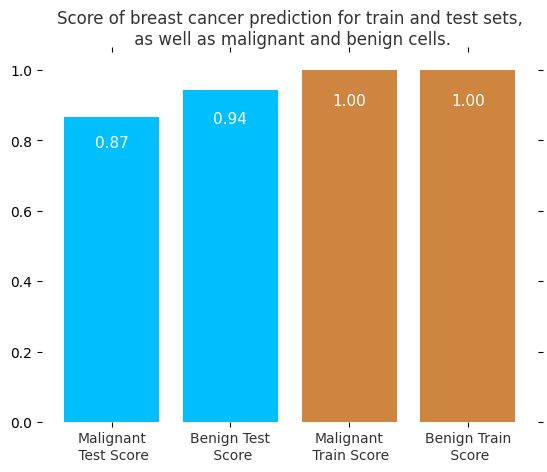 Score of breast cancer prediction for train and test sets,
as well as malignant and benign cells.
1.0
0.8
0.6
0.4
0.2
0.0
0.87
0.94
1.00
1.00
Malignant
Test Score
Benign Test
Score
Malignant
Train Score
Benign Train
Score